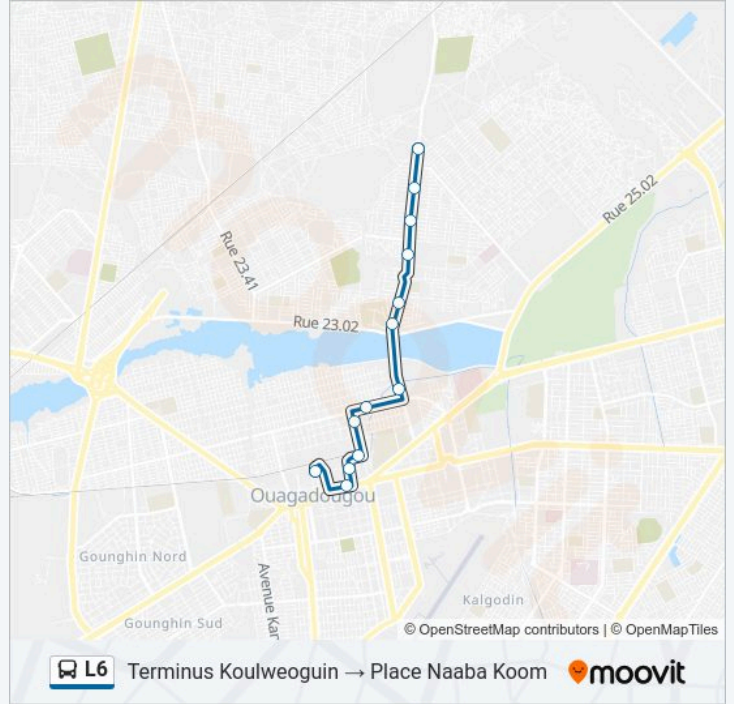 Rue 25.02
Rue 23.41
Rue 23.02
Ouagadougou
Gounghin Nord
Avenue Kar
Kalgodin
Gounghin Sud
© OpenStreetMap contributors | © OpenMapTiles
L6 Terminus Koulweoguin → Place Naaba Koom moovit